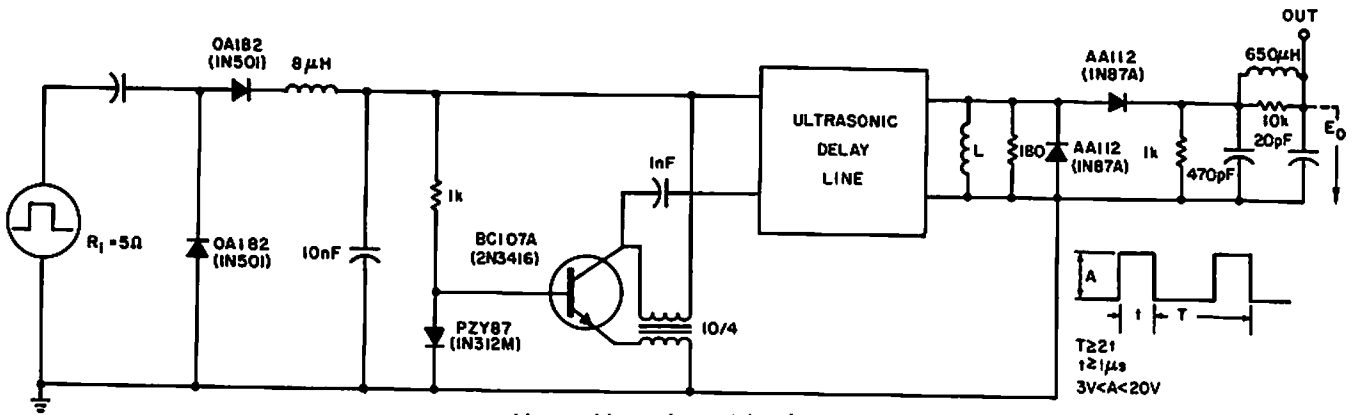 OUT
OA182
(1N501)
8μH
AA112
(1N87A)
650μH
10k
20pF
E0
ULTRASONIC
DELAY
LINE
L
180
AA112
(1N87A)
1k
470pF
1nF
1k
R1 = 5Ω
OA182
(1N501)
10nF
BC107A
(2N3416)
PZY87
(1N312M)
10/4
A
t
T
T≥2t
t≥1μs
3V<A<20V